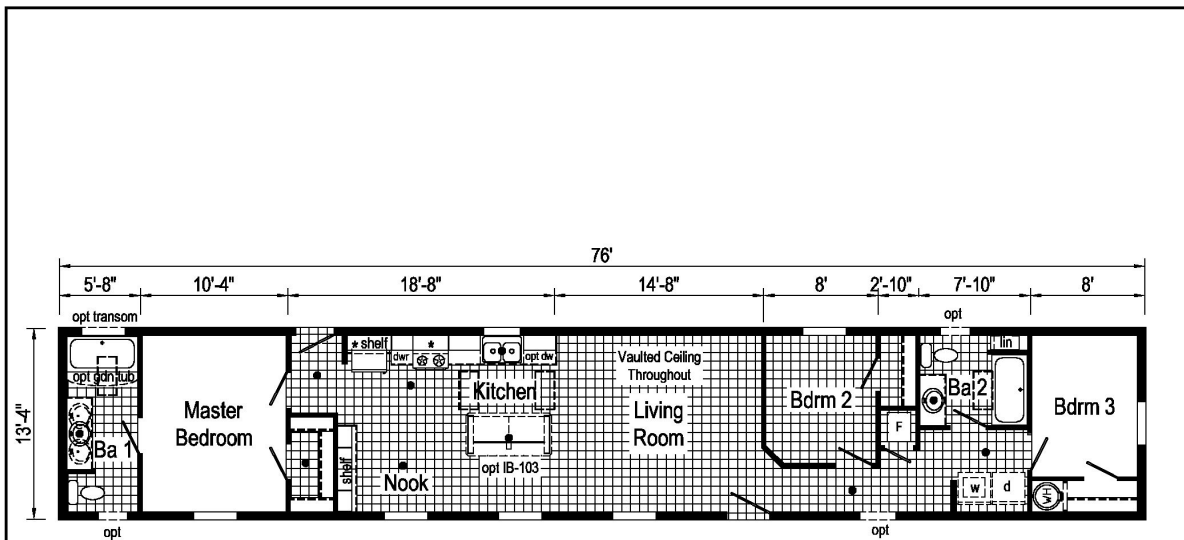 76'
5'-8" 10'-4" 18'-8" 14'-8" 8' 2'-10" 7'-10" 8'
opt transom
opt
13'-4"
* shelf
dwr
*
opt dw
Vaulted Ceiling
Throughout
lin
opt gdn tub
Kitchen
Ba 2
Master
Bedroom
Living
Room
Bdrm 2
Bdrm 3
F
Ba 1
opt IB-103
shelf
Nook
w
d
WH
opt
opt